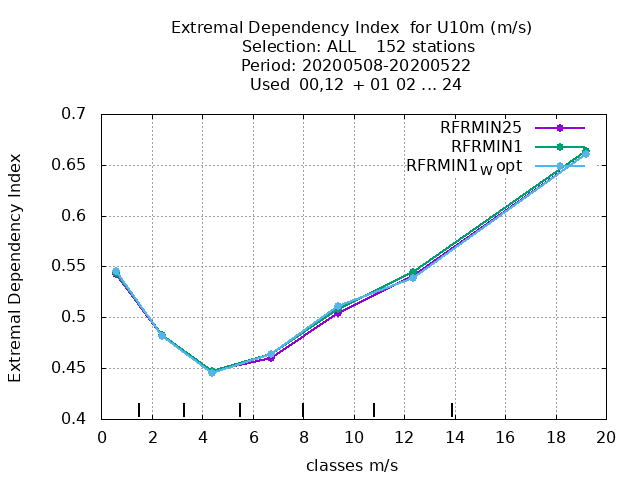 Extremal Dependency Index  for U10m (m/s)
Selection: ALL    152 stations
Period: 20200508-20200522
Used  00,12  + 01 02 ... 24
RFRMIN25
RFRMIN1
RFRMIN1w opt
Extremal Dependency Index
0.7
0.65
0.6
0.55
0.5
0.45
0.4
0 2 4 6 8 10 12 14 16 18 20
classes m/s